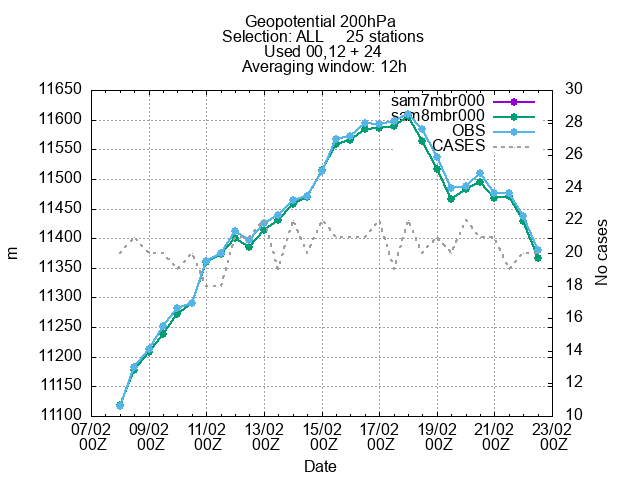 Geopotential 200hPa
Selection: ALL 25 stations
Used 00,12 + 24
Averaging window: 12h
11650
11600
11550
11500
11450
11400
11350
11300
11250
11200
11150
11100
m
30
28
26
24
22
20
18
16
14
12
10
No cases
sam7mbr000
sam8mbr000
OBS
CASES
07/02 09/02 11/02 13/02 15/02 17/02 19/02 21/02 23/02
00Z 00Z 00Z 00Z 00Z 00Z 00Z 00Z 00Z
Date